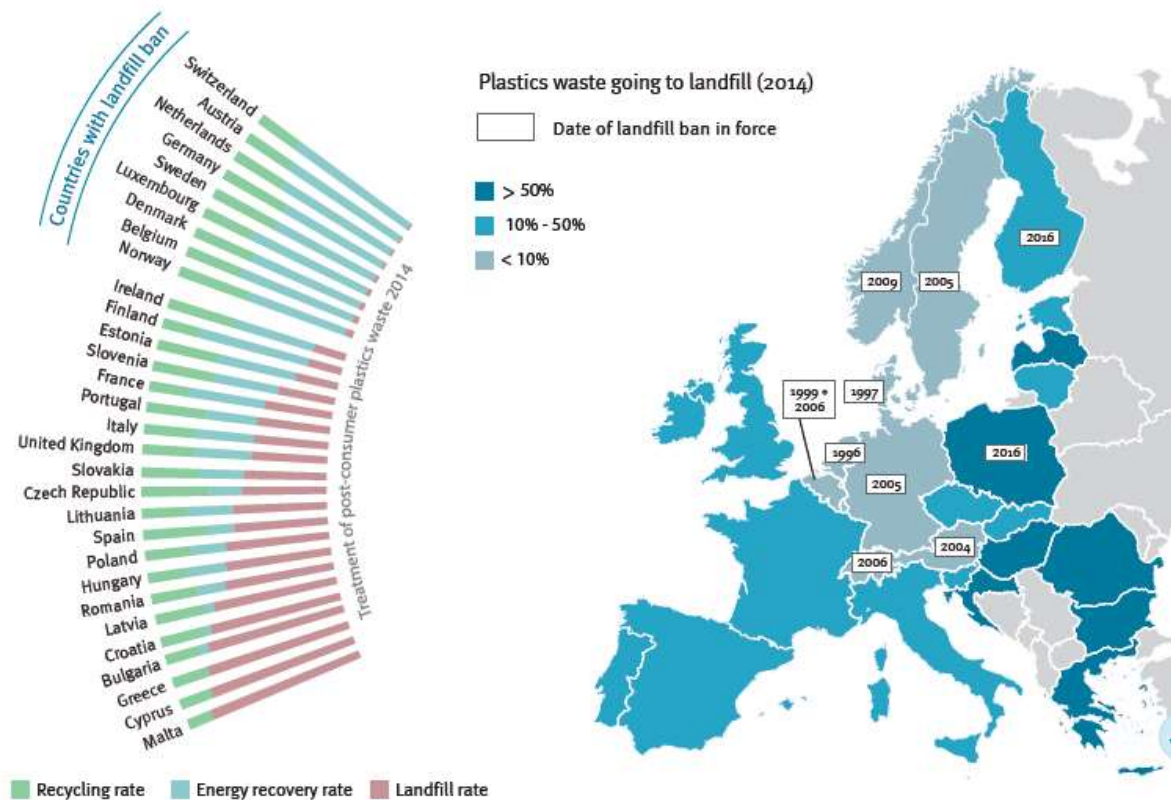 Countries with landfill ban
Switzerland
Austria
Netherlands
Germany
Sweden
Luxembourg
Denmark
Belgium
Norway
Ireland
Finland
Estonia
Slovenia
France
Portugal
Italy
United Kingdom
Slovakia
Czech Republic
Lithuania
Spain
Poland
Hungary
Romania
Latvia
Croatia
Bulgaria
Greece
Cyprus
Malta
Treatment of post-consumer plastics waste 2014
Recycling rate
Energy recovery rate
Landfill rate
Plastics waste going to landfill (2014)
Date of landfill ban in force
> 50%
10% - 50%
< 10%
2016
2009
2005
1999 *
2006
1997
1996
2016
2005
2004
2006